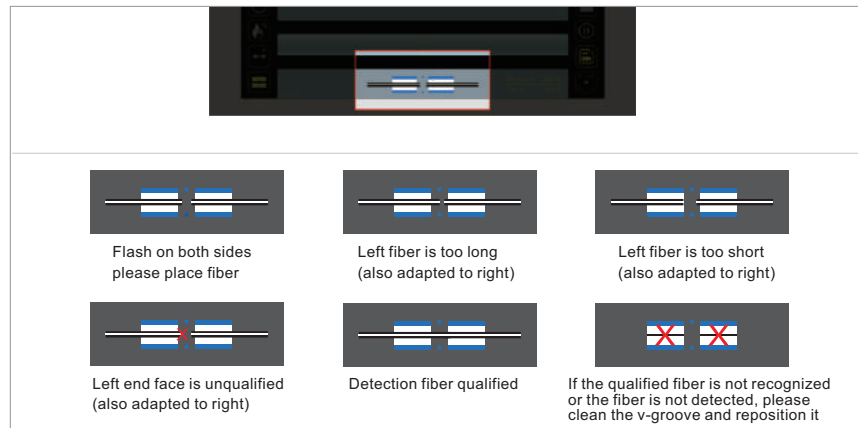 Flash on both sides
please place fiber
Left fiber is too long
(also adapted to right)
Left fiber is too short
(also adapted to right)
Left end face is unqualified
(also adapted to right)
Detection fiber qualified
If the qualified fiber is not recognized
or the fiber is not detected, please
clean the v-groove and reposition it